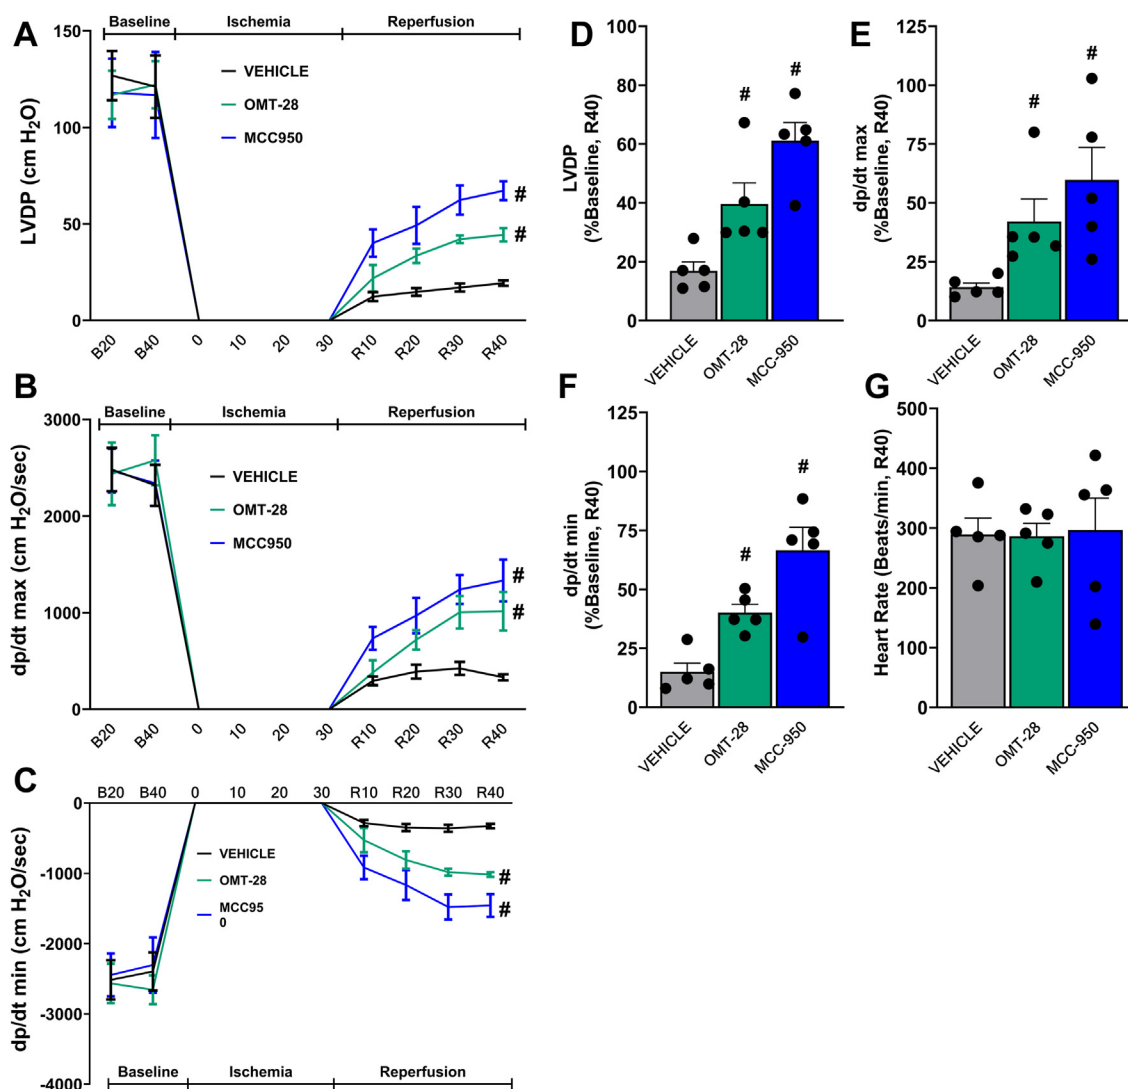 A
Baseline
Ischemia
Reperfusion
LVDP (cm H₂O)
150
100
50
0
VEHICLE
OMT-28
MCC950
#
#
B20
B40
0
10
20
30
R10
R20
R30
R40
B
Baseline
Ischemia
Reperfusion
dp/dt max (cm H₂O/sec)
3000
2000
1000
0
VEHICLE
OMT-28
MCC950
#
#
B20
B40
0
10
20
30
R10
R20
R30
R40
C
B20
B40
0
10
20
30
R10
R20
R30
R40
dp/dt min (cm H₂O/sec)
0
-1000
-2000
-3000
-4000
VEHICLE
OMT-28
MCC95
0
#
#
Baseline
Ischemia
Reperfusion
D
LVDP
(%Baseline, R40)
100
80
60
40
20
0
#
#
VEHICLE
OMT-28
MCC-950
E
dp/dt max
(%Baseline, R40)
125
100
75
50
25
0
#
#
VEHICLE
OMT-28
MCC-950
F
dp/dt min
(%Baseline, R40)
125
100
75
50
25
0
#
#
VEHICLE
OMT-28
MCC-950
G
Heart Rate (Beats/min, R40)
500
400
300
200
100
0
VEHICLE
OMT-28
MCC-950